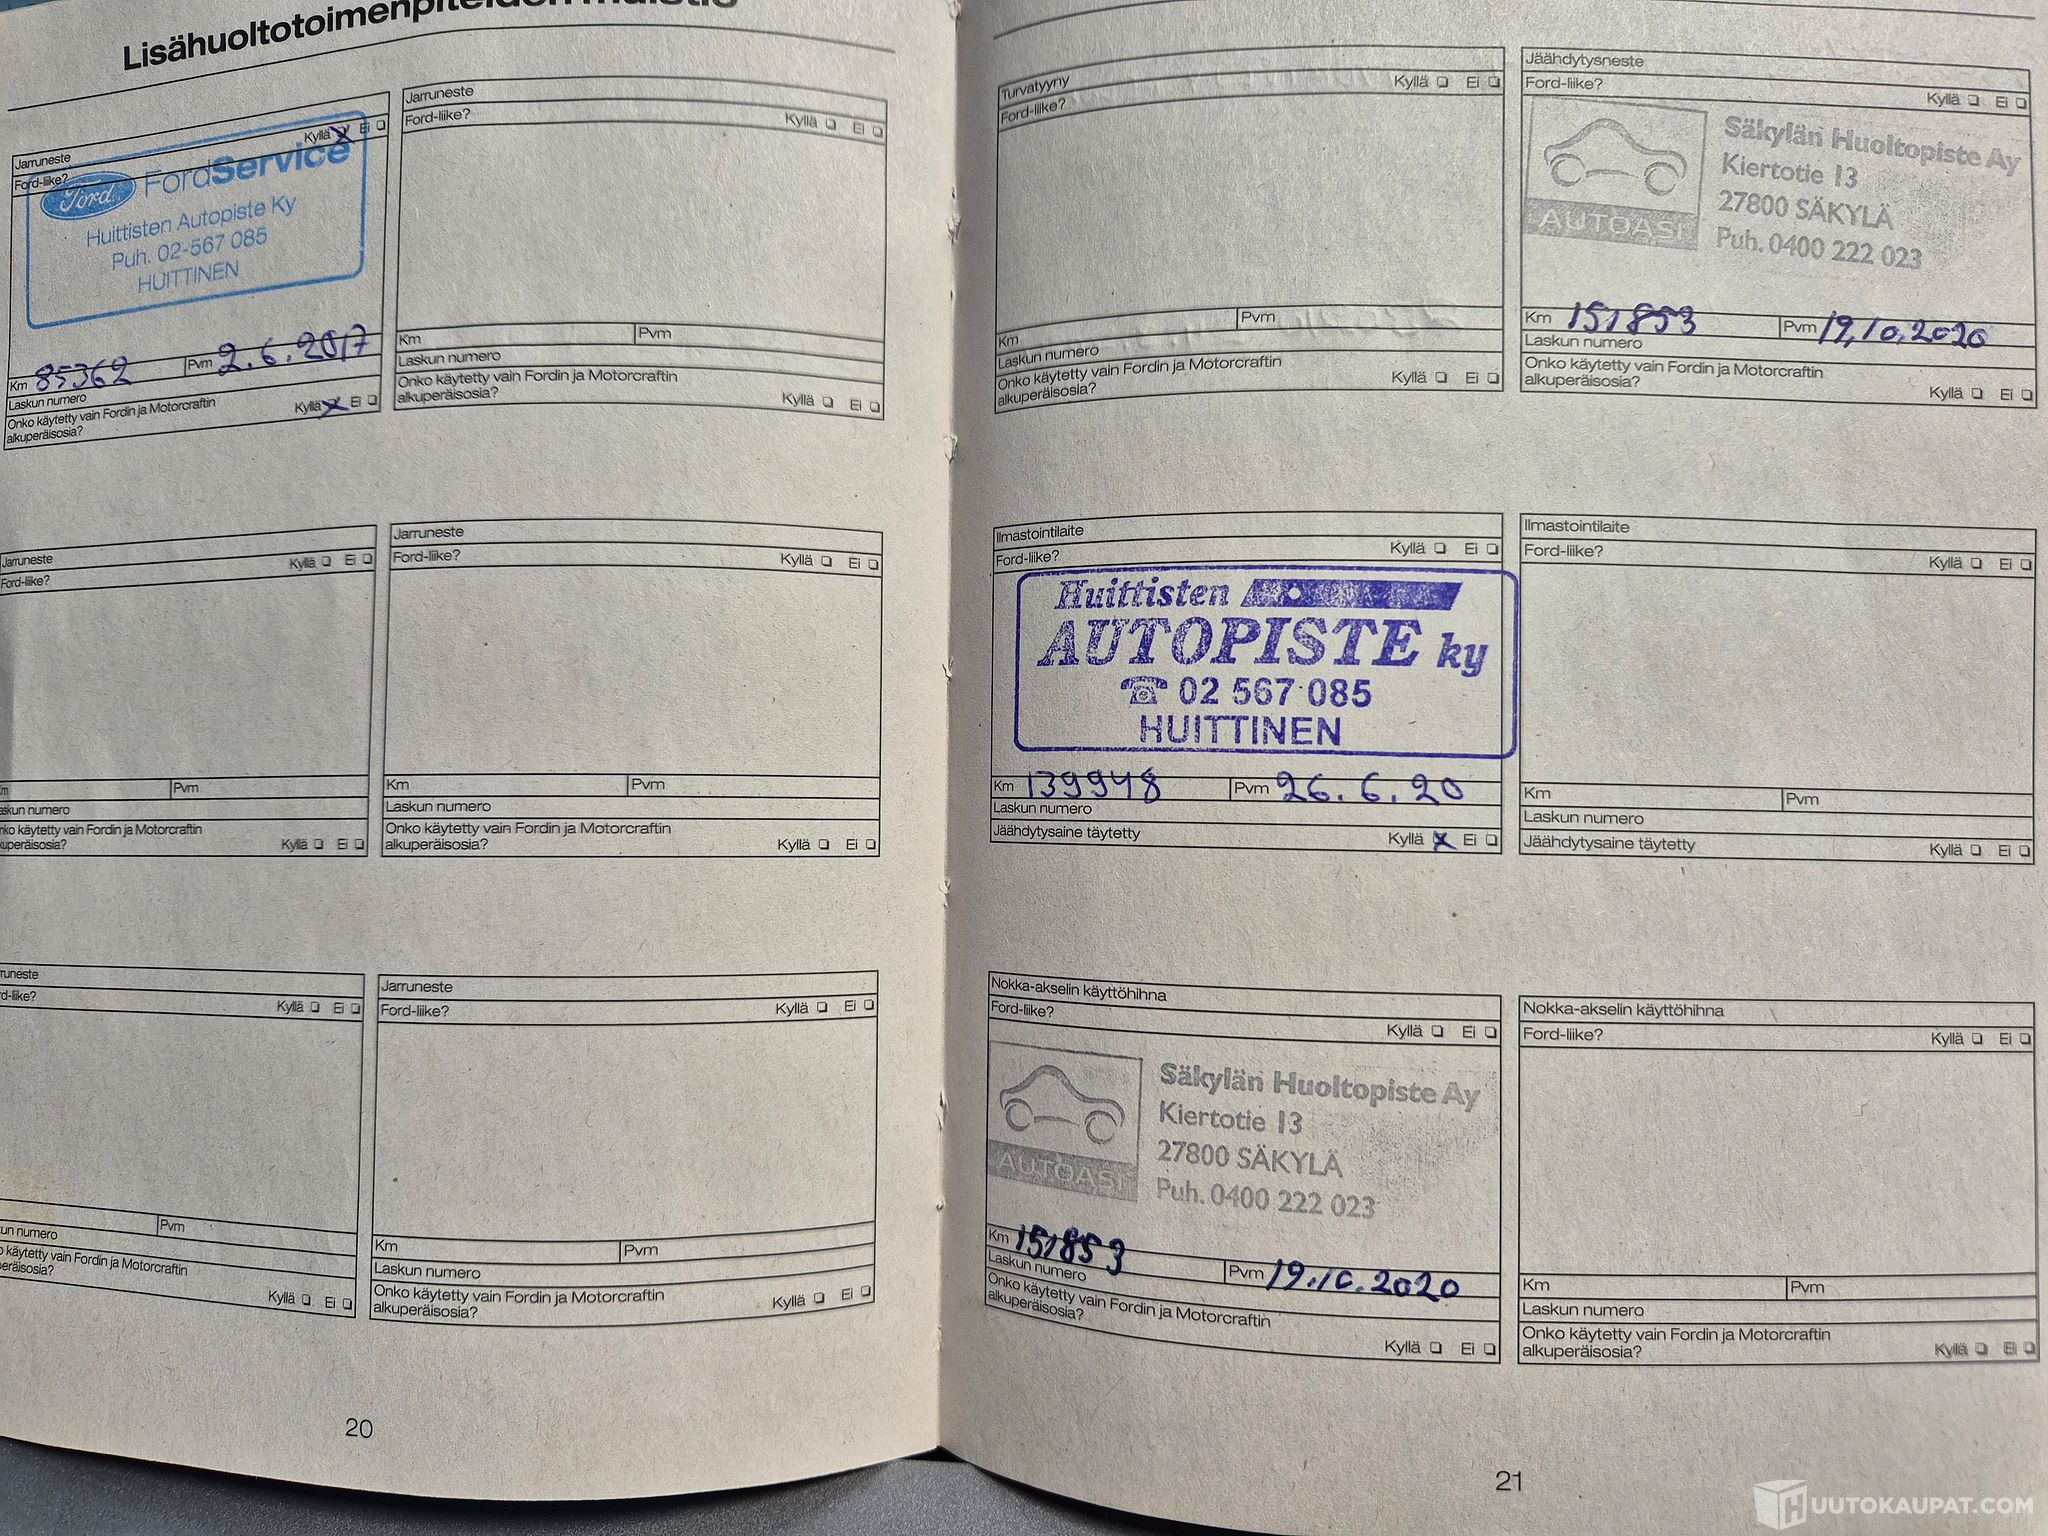 Lisähuoltotoimenpiteiden muistio
Jarruneste
Ford-liike?
Kyllä Ei
Ford FordService
Huittisten Autopiste Ky
Puh. 02-567 085
HUITTINEN
Km 85362 Pvm 2.6.2017
Laskun numero
Onko käytetty vain Fordin ja Motorcraftin
alkuperäisosia?
Kyllä Ei
Jarruneste
Ford-liike?
Kyllä Ei
Km Pvm
Laskun numero
Onko käytetty vain Fordin ja Motorcraftin
alkuperäisosia?
Kyllä Ei
Jarruneste
Ford-liike?
Kyllä Ei
Pvm
Laskun numero
Onko käytetty vain Fordin ja Motorcraftin
alkuperäisosia?
Kyllä Ei
Jarruneste
Ford-liike?
Kyllä Ei
Km Pvm
Laskun numero
Onko käytetty vain Fordin ja Motorcraftin
alkuperäisosia?
Kyllä Ei
Kyllä Ei
Pvm
numero
käytetty vain Fordin ja Motorcraftin
Kyllä Ei
Jarruneste
Ford-liike?
Kyllä Ei
Km Pvm
Laskun numero
Onko käytetty vain Fordin ja Motorcraftin
alkuperäisosia?
Kyllä Ei
20
Turvatyyny
Kyllä Ei
Ford-liike?
Km Pvm
Laskun numero
Onko käytetty vain Fordin ja Motorcraftin
alkuperäisosia?
Kyllä Ei
Jäähdytysneste
Ford-liike?
Kyllä Ei
Säkylän Huoltopiste Ay
Kiertotie 13
27800 SÄKYLÄ
Puh. 0400 222 023
AUTOASI
Km 151853 Pvm 19.10.2020
Laskun numero
Onko käytetty vain Fordin ja Motorcraftin
alkuperäisosia?
Kyllä Ei
Ilmastointilaite
Ford-liike?
Kyllä Ei
Huittisten
AUTOPISTE ky
☎ 02 567 085
HUITTINEN
Km 139948 Pvm 26.6.20
Laskun numero
Jäähdytysaine täytetty Kyllä Ei
Ilmastointilaite
Ford-liike?
Kyllä Ei
Km Pvm
Laskun numero
Jäähdytysaine täytetty Kyllä Ei
Nokka-akselin käyttöhihna
Ford-liike?
Kyllä Ei
Säkylän Huoltopiste Ay
Kiertotie 13
27800 SÄKYLÄ
Puh. 0400 222 023
AUTOASI
Km 151853 Pvm 19.10.2020
Laskun numero
Onko käytetty vain Fordin ja Motorcraftin
alkuperäisosia?
Kyllä Ei
Nokka-akselin käyttöhihna
Ford-liike?
Kyllä Ei
Km Pvm
Laskun numero
Onko käytetty vain Fordin ja Motorcraftin
alkuperäisosia?
Kyllä Ei
21
HUUTOKAUPAT.COM